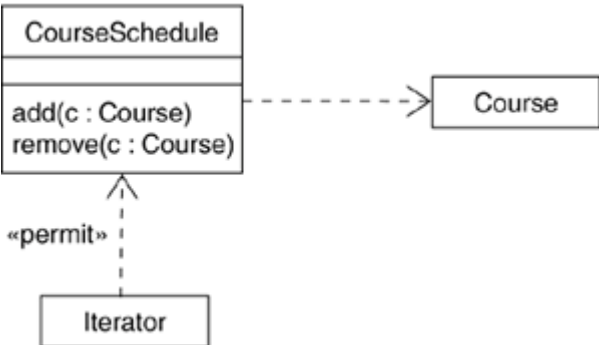 CourseSchedule
add(c : Course)
remove(c : Course)
Course
«permit»
Iterator